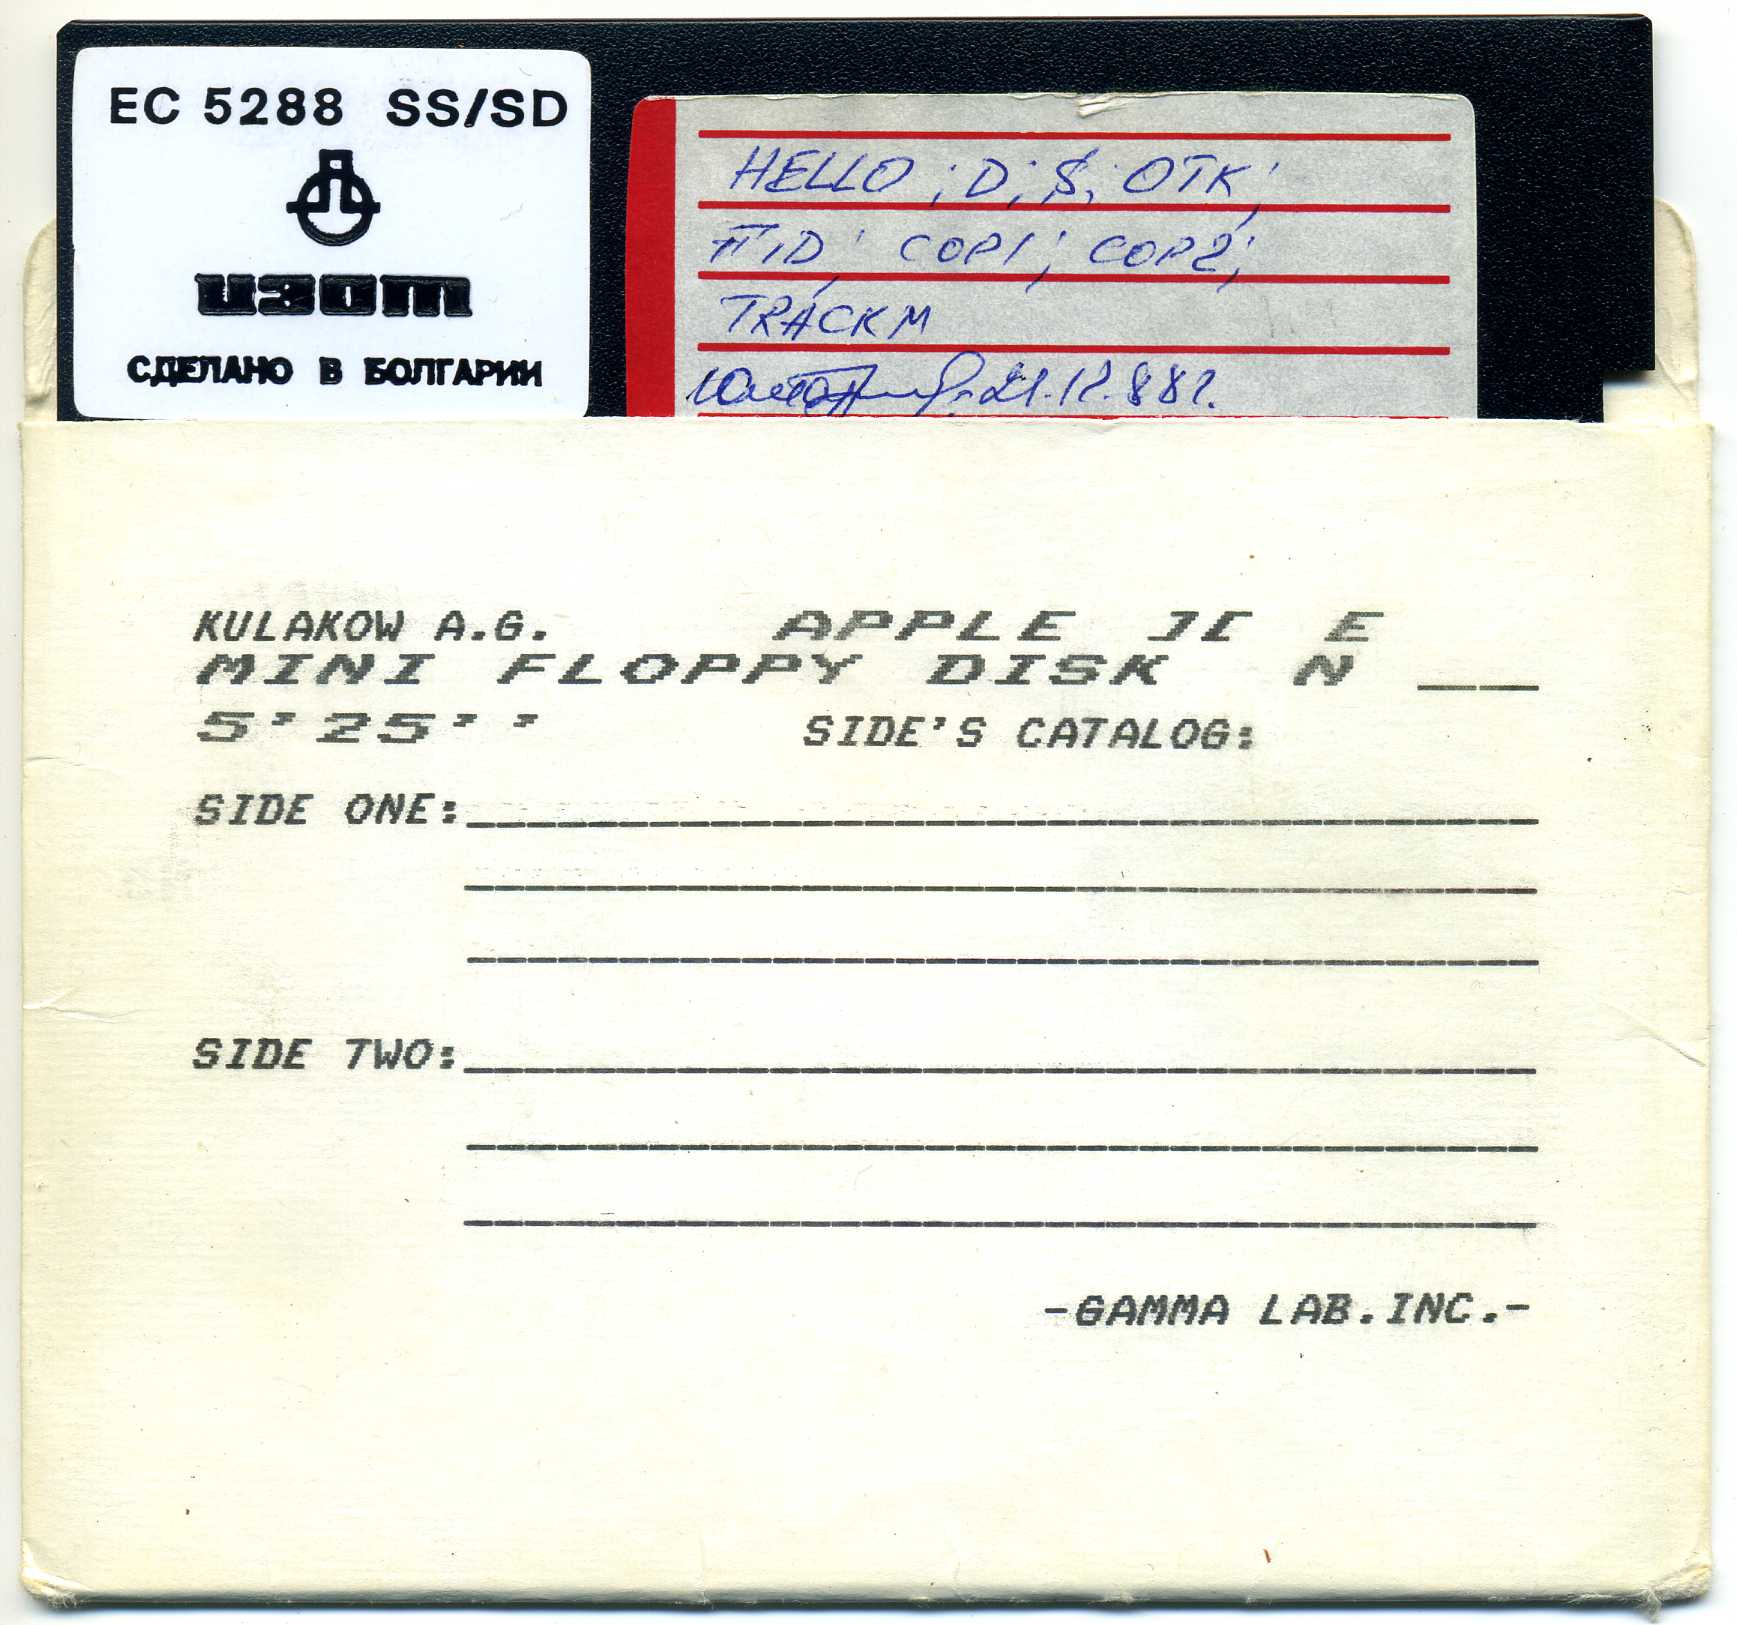 EC 5288 SS/SD
изот
СДЕЛАНО В БОЛГАРИИ
HELLO ; D; $; OTK;
COP1; COP2;
TRACKM
21.12.88г.
KULAKOW A.G. APPLE ][ E
MINI FLOPPY DISK N ___
5'25'' SIDE'S CATALOG:
SIDE ONE:
SIDE TWO:
-GAMMA LAB.INC.-